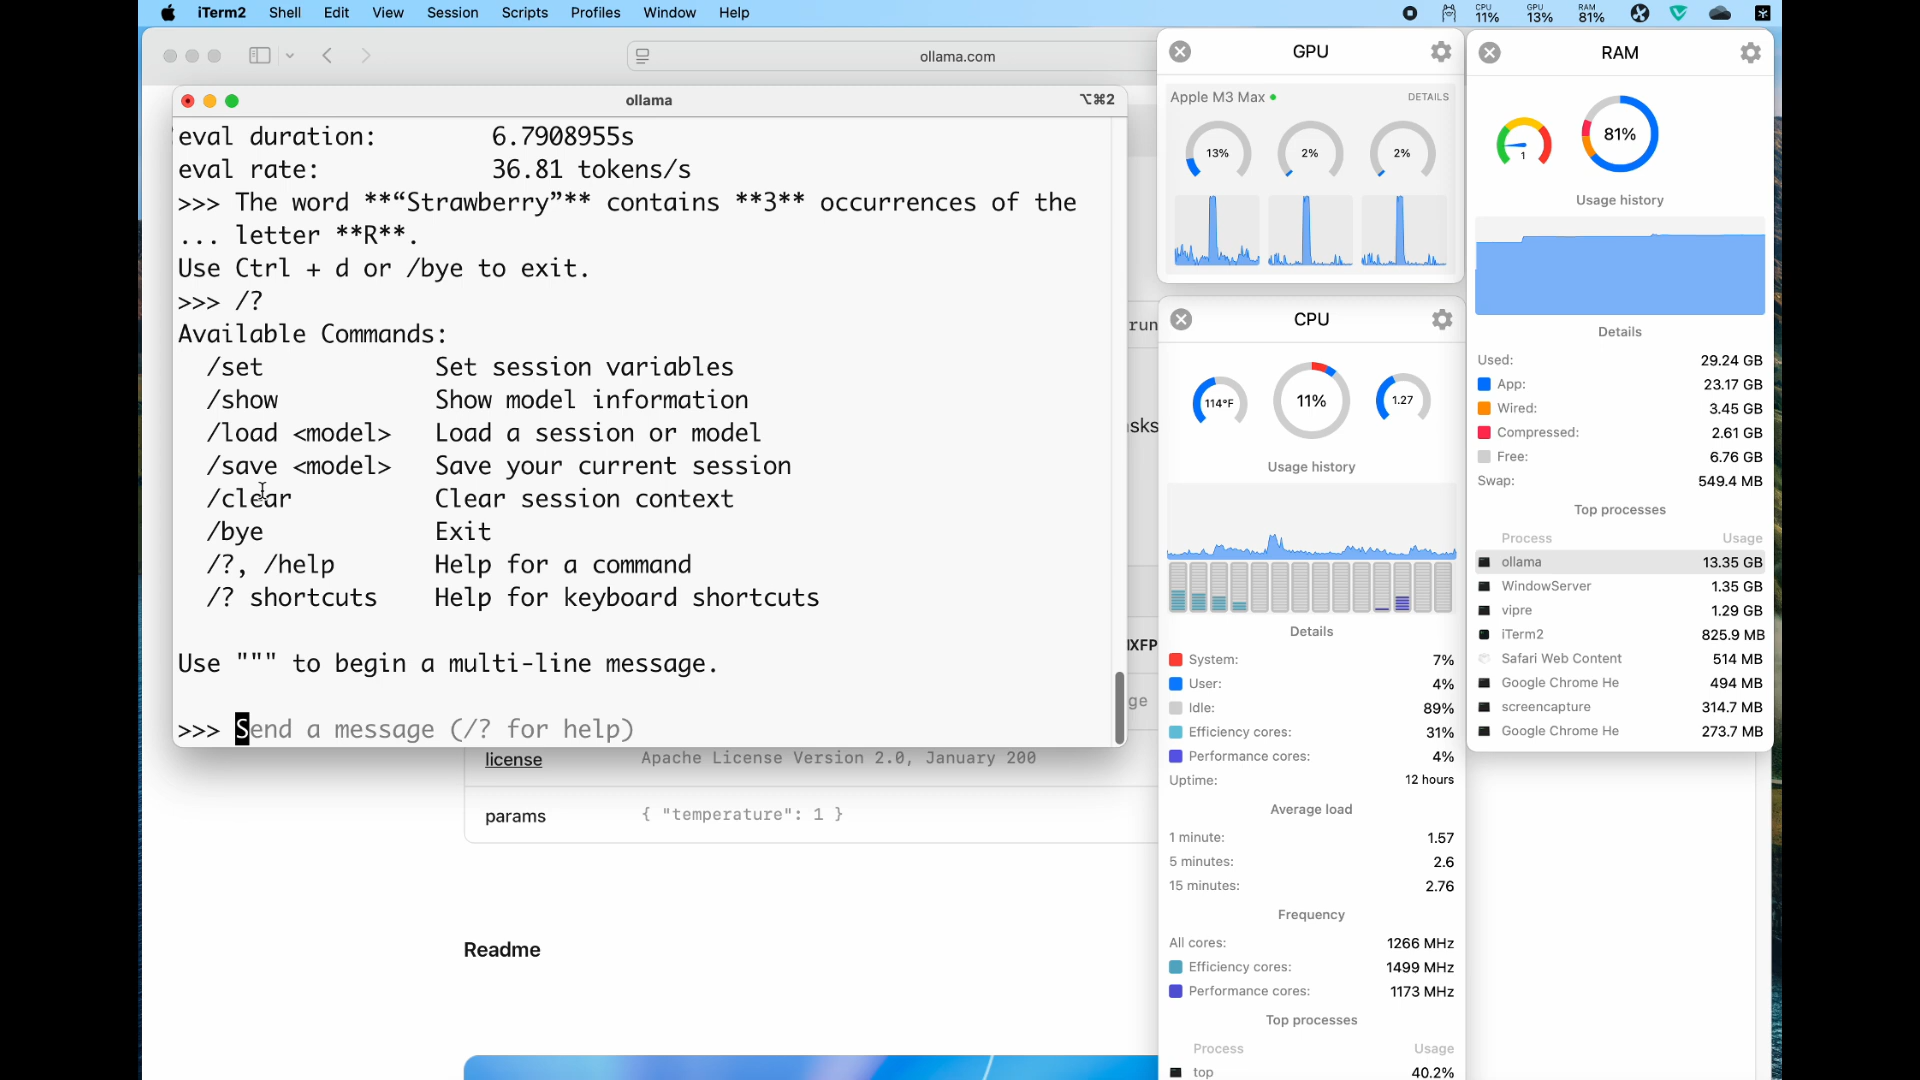 iTerm2 Shell Edit View Session Scripts Profiles Window Help
CPU 11% GPU 13% RAM 81%
ollama.com
ollama
⌥⌘2
eval duration: 6.7908955s
eval rate: 36.81 tokens/s
>>> The word **“Strawberry”** contains **3** occurrences of the
... letter **R**.
Use Ctrl + d or /bye to exit.
>>> /?
Available Commands:
/set Set session variables
/show Show model information
/load <model> Load a session or model
/save <model> Save your current session
/clear Clear session context
/bye Exit
/?, /help Help for a command
/? shortcuts Help for keyboard shortcuts
Use """ to begin a multi-line message.
>>> Send a message (/? for help)
run
sks
XFP
ge
license Apache License Version 2.0, January 200
params { "temperature": 1 }
Readme
GPU
Apple M3 Max DETAILS
13% 2% 2%
CPU
114°F 11% 1.27
Usage history
Details
System: 7%
User: 4%
Idle: 89%
Efficiency cores: 31%
Performance cores: 4%
Uptime: 12 hours
Average load
1 minute: 1.57
5 minutes: 2.6
15 minutes: 2.76
Frequency
All cores: 1266 MHz
Efficiency cores: 1499 MHz
Performance cores: 1173 MHz
Top processes
Process Usage
top 40.2%
RAM
1 81%
Usage history
Details
Used: 29.24 GB
App: 23.17 GB
Wired: 3.45 GB
Compressed: 2.61 GB
Free: 6.76 GB
Swap: 549.4 MB
Top processes
Process Usage
ollama 13.35 GB
WindowServer 1.35 GB
vipre 1.29 GB
iTerm2 825.9 MB
Safari Web Content 514 MB
Google Chrome He 494 MB
screencapture 314.7 MB
Google Chrome He 273.7 MB